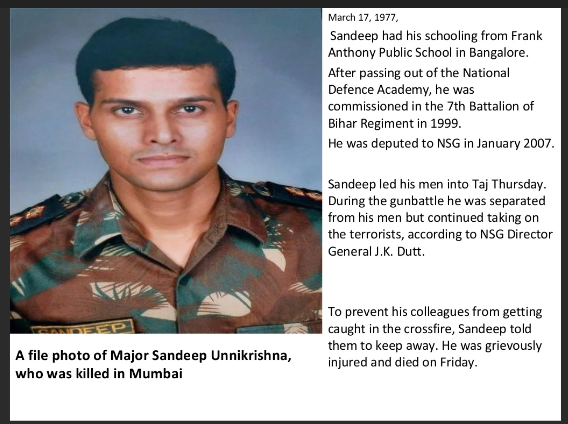 March 17, 1977,
Sandeep had his schooling from Frank
Anthony Public School in Bangalore.
After passing out of the National
Defence Academy, he was
commissioned in the 7th Battalion of
Bihar Regiment in 1999.
He was deputed to NSG in January 2007.
Sandeep led his men into Taj Thursday.
During the gunbattle he was separated
from his men but continued taking on
the terrorists, according to NSG Director
General J.K. Dutt.
To prevent his colleagues from getting
caught in the crossfire, Sandeep told
them to keep away. He was grievously
injured and died on Friday.
SANDEEP
A file photo of Major Sandeep Unnikrishna,
who was killed in Mumbai